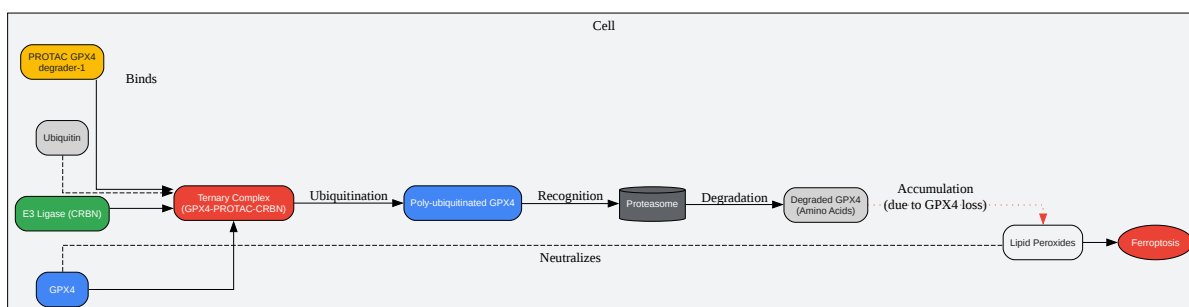 Cell
PROTAC GPX4
degrader-1
Binds
Ubiquitin
E3 Ligase (CRBN)
Ternary Complex
(GPX4-PROTAC-CRBN)
Ubiquitination
Poly-ubiquitinated GPX4
Recognition
Proteasome
Degradation
Degraded GPX4
(Amino Acids)
Accumulation
(due to GPX4 loss)
Lipid Peroxides
Ferroptosis
Neutralizes
GPX4